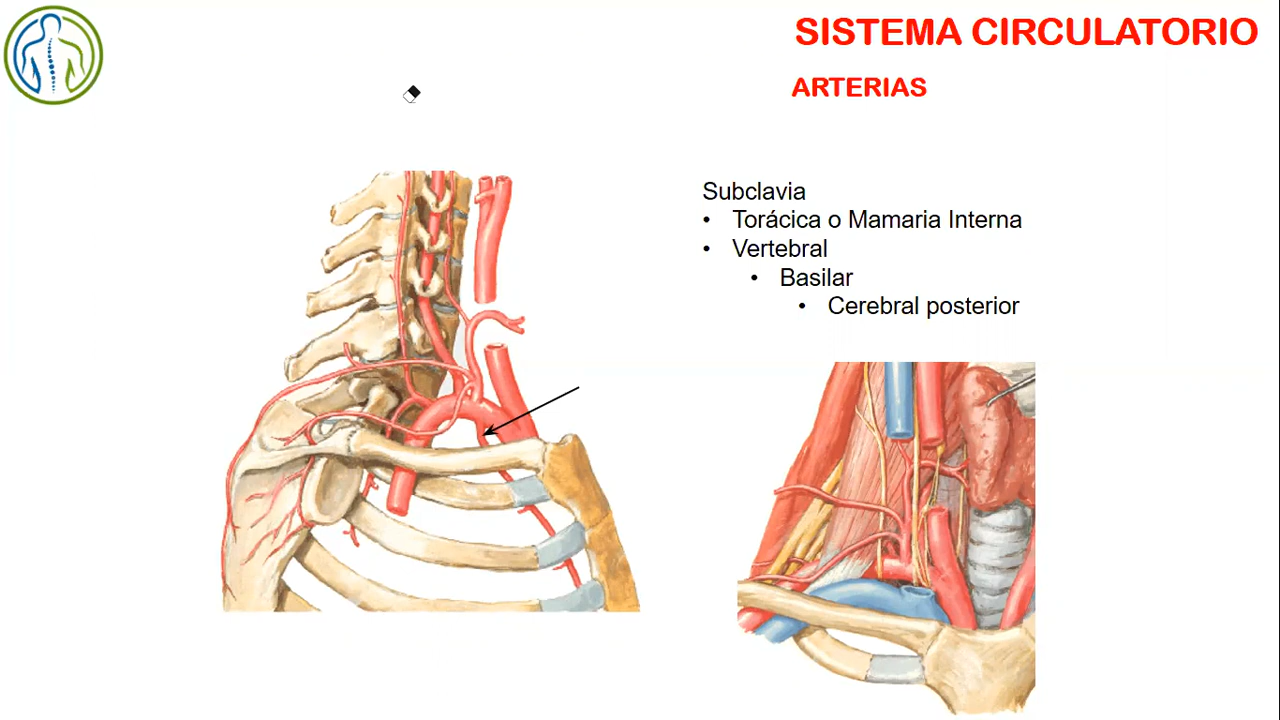 SISTEMA CIRCULATORIO
ARTERIAS
Subclavia
• Torácica o Mamaria Interna
• Vertebral
• Basilar
• Cerebral posterior